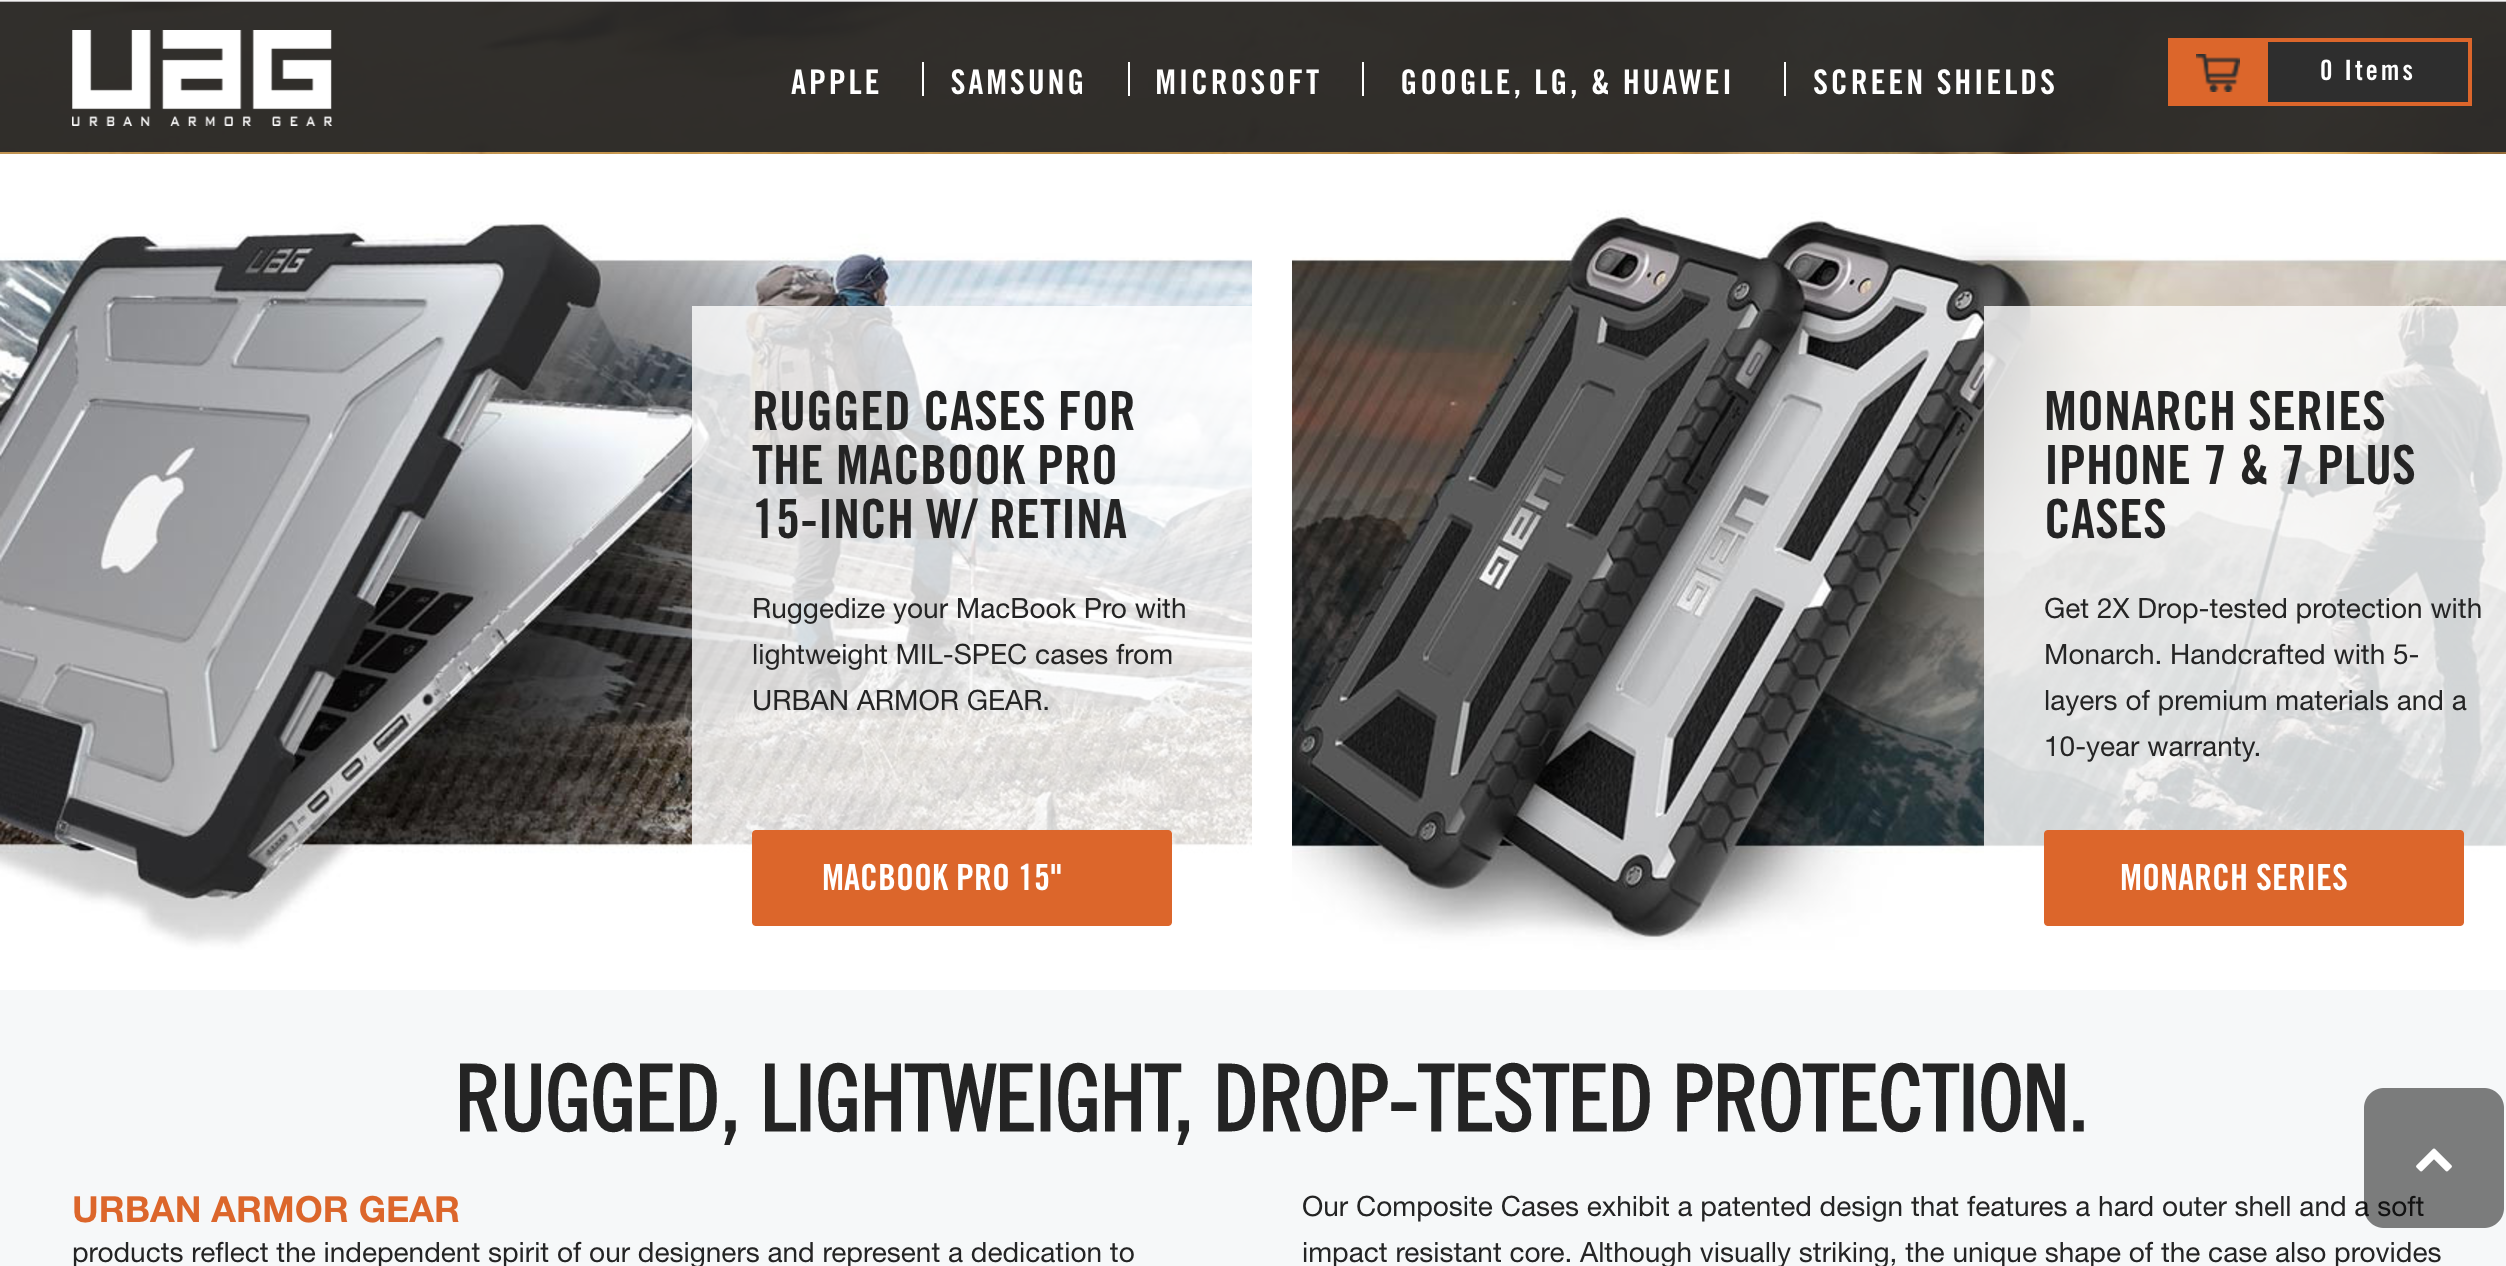 UAG
URBAN ARMOR GEAR
APPLE
SAMSUNG
MICROSOFT
GOOGLE, LG, & HUAWEI
SCREEN SHIELDS
0 Items
UAG
RUGGED CASES FOR
THE MACBOOK PRO
15-INCH W/ RETINA
Ruggedize your MacBook Pro with
lightweight MIL-SPEC cases from
URBAN ARMOR GEAR.
MACBOOK PRO 15"
UAG
UAG
MONARCH SERIES
IPHONE 7 & 7 PLUS
CASES
Get 2X Drop-tested protection with
Monarch. Handcrafted with 5-
layers of premium materials and a
10-year warranty.
MONARCH SERIES
RUGGED, LIGHTWEIGHT, DROP-TESTED PROTECTION.
URBAN ARMOR GEAR
products reflect the independent spirit of our designers and represent a dedication to
Our Composite Cases exhibit a patented design that features a hard outer shell and a soft
impact resistant core. Although visually striking, the unique shape of the case also provides